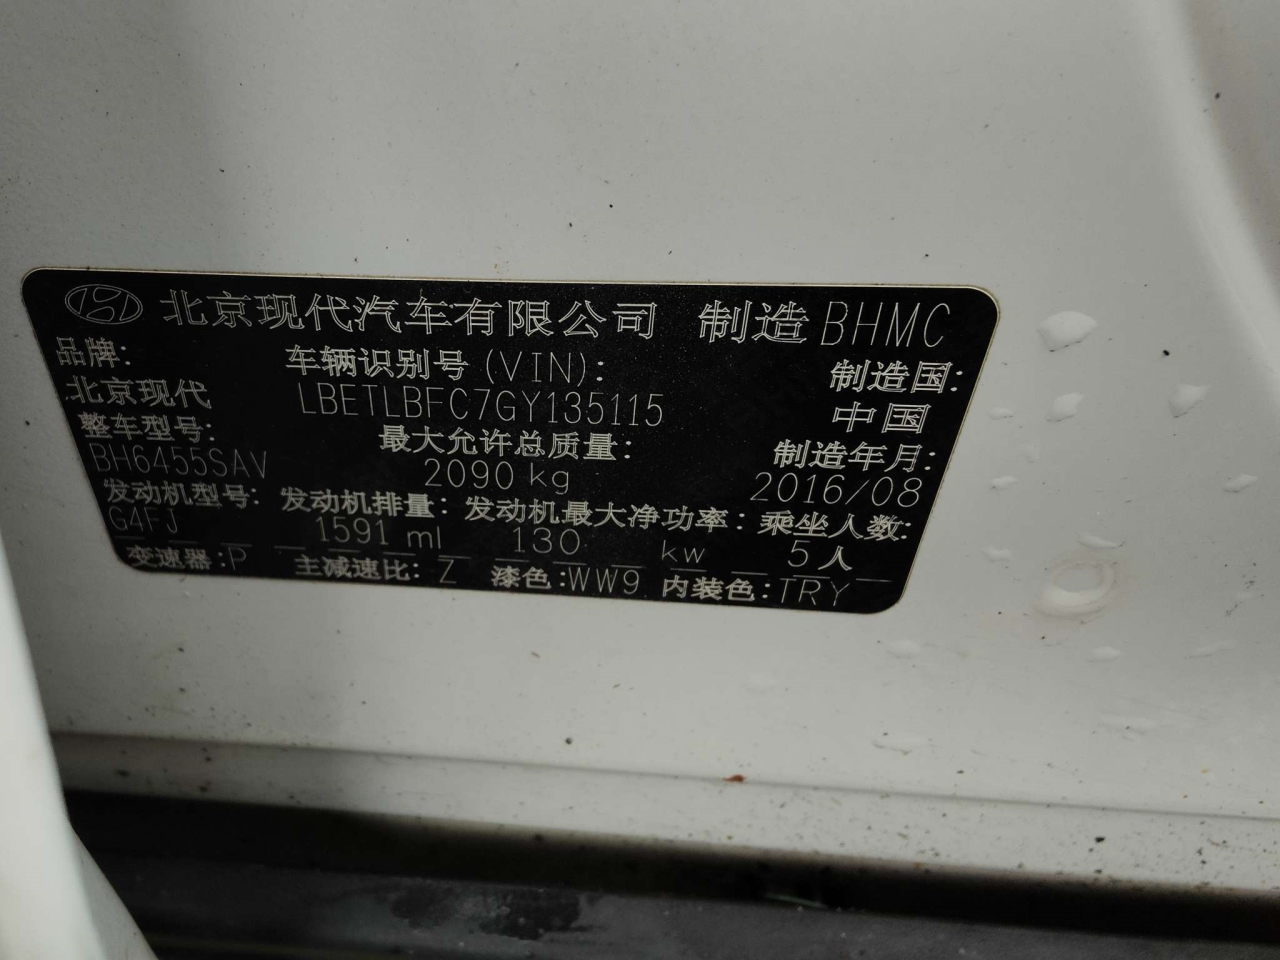 北京现代汽车有限公司 制造 BHMC
品牌: 车辆识别号(VIN): 制造国:
北京现代 LBETLBFC7GY135115 中国
整车型号: 最大允许总质量: 制造年月:
BH6455SAV 2090 kg 2016/08
发动机型号: 发动机排量: 发动机最大净功率: 乘坐人数:
G4FJ 1591 ml 130 kw 5人
变速器:P 主减速比: Z 漆色:WW9 内装色:TRY